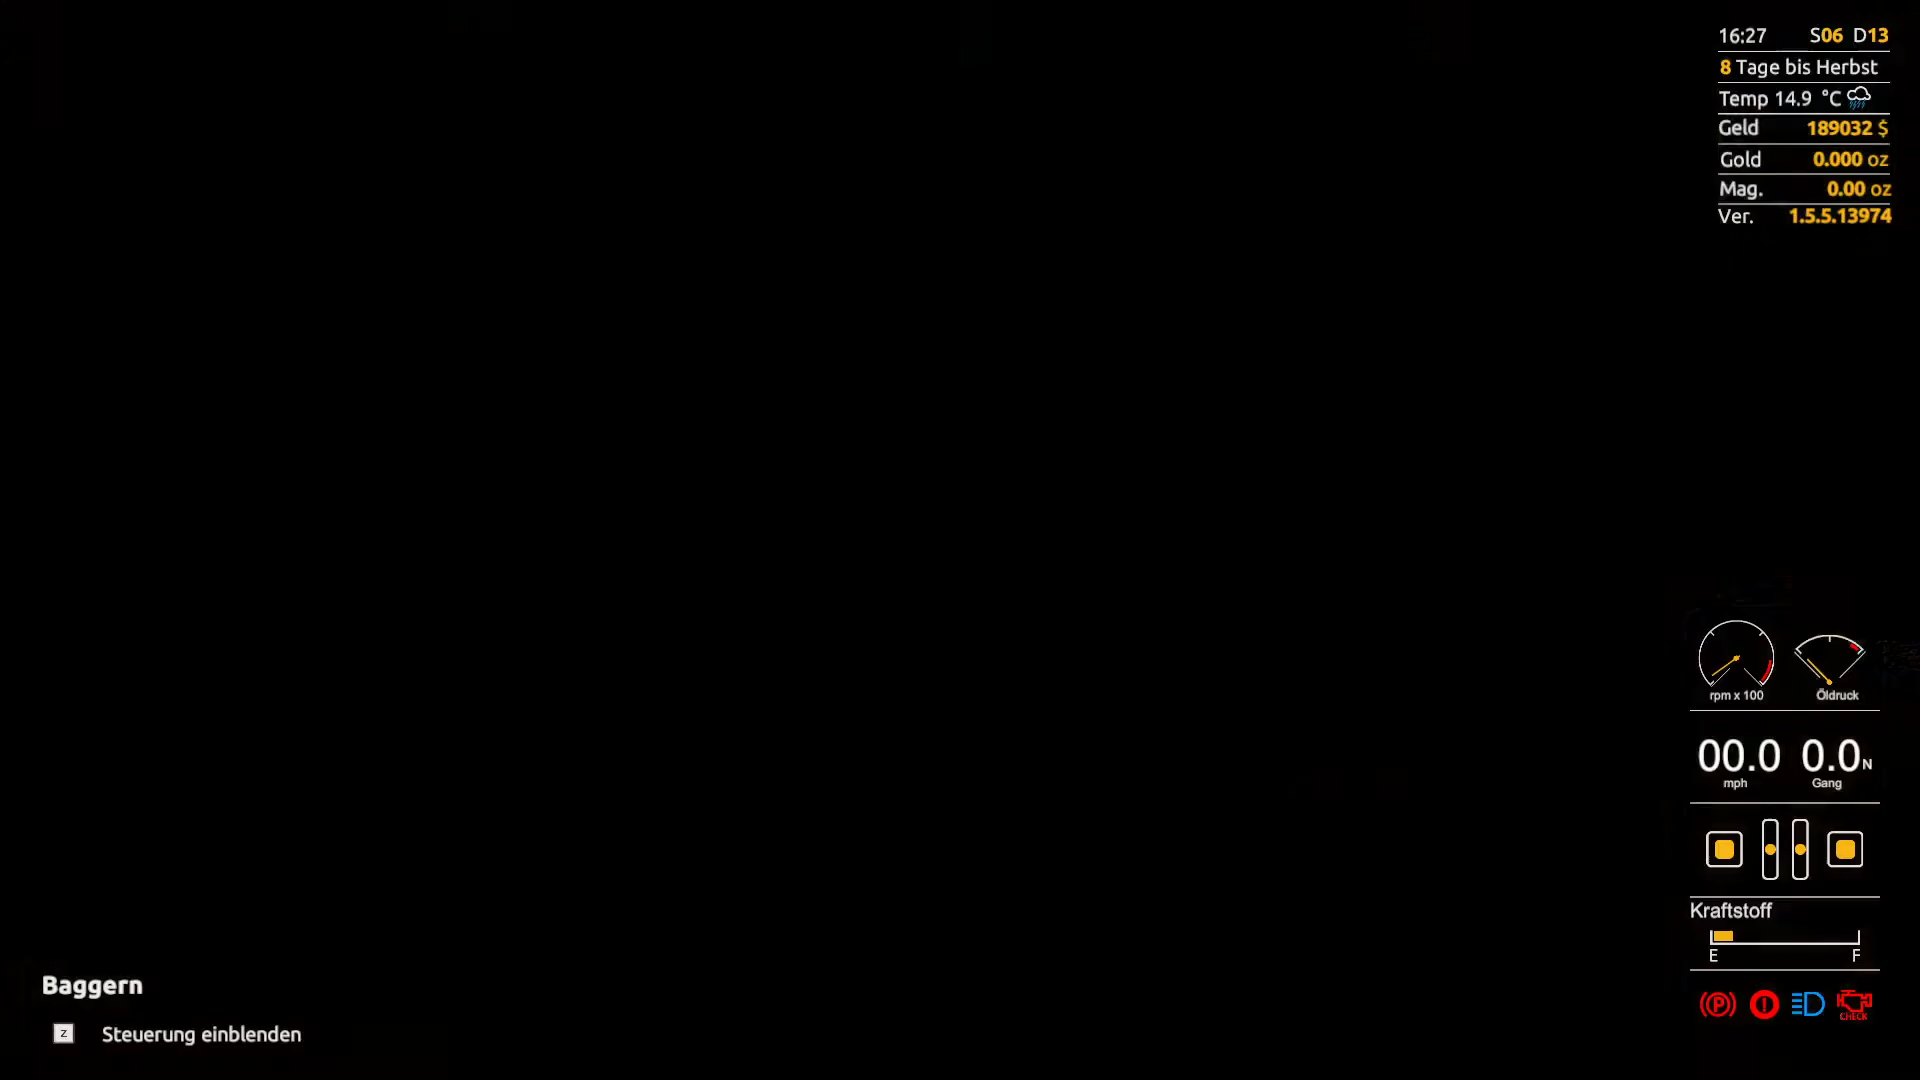 16:27 S06 D13
8 Tage bis Herbst
Temp 14.9 °C
Geld 189032 $
Gold 0.000 oz
Mag. 0.00 oz
Ver. 1.5.5.13974
rpm x 100 Öldruck
00.0 0.0 N
mph Gang
Kraftstoff
E F
Baggern
P ! CHECK
z Steuerung einblenden